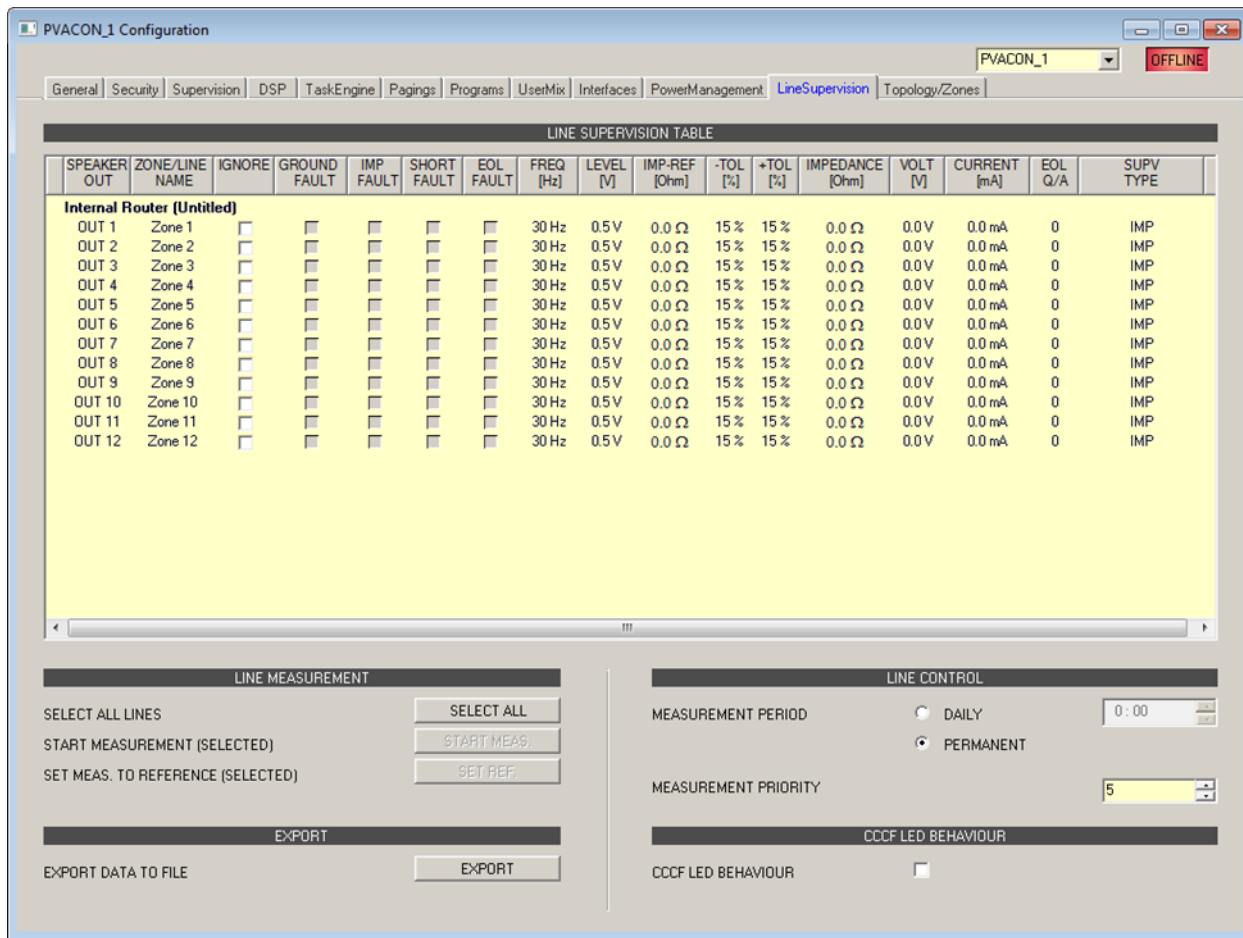 PVACON_1 Configuration
PVACON_1 OFFLINE
General Security Supervision DSP TaskEngine Pagings Programs UserMix Interfaces PowerManagement LineSupervision Topology/Zones
LINE SUPERVISION TABLE
SPEAKER OUT ZONE/LINE NAME IGNORE GROUND FAULT IMP FAULT SHORT FAULT EOL FAULT FREQ [Hz] LEVEL [V] IMP-REF [Ohm] -TOL [%] +TOL [%] IMPEDANCE [Ohm] VOLT [V] CURRENT [mA] EOL Q/A SUPV TYPE
Internal Router (Untitled)
OUT 1 Zone 1 30 Hz 0.5 V 0.0 Ω 15 % 15 % 0.0 Ω 0.0 V 0.0 mA 0 IMP
OUT 2 Zone 2 30 Hz 0.5 V 0.0 Ω 15 % 15 % 0.0 Ω 0.0 V 0.0 mA 0 IMP
OUT 3 Zone 3 30 Hz 0.5 V 0.0 Ω 15 % 15 % 0.0 Ω 0.0 V 0.0 mA 0 IMP
OUT 4 Zone 4 30 Hz 0.5 V 0.0 Ω 15 % 15 % 0.0 Ω 0.0 V 0.0 mA 0 IMP
OUT 5 Zone 5 30 Hz 0.5 V 0.0 Ω 15 % 15 % 0.0 Ω 0.0 V 0.0 mA 0 IMP
OUT 6 Zone 6 30 Hz 0.5 V 0.0 Ω 15 % 15 % 0.0 Ω 0.0 V 0.0 mA 0 IMP
OUT 7 Zone 7 30 Hz 0.5 V 0.0 Ω 15 % 15 % 0.0 Ω 0.0 V 0.0 mA 0 IMP
OUT 8 Zone 8 30 Hz 0.5 V 0.0 Ω 15 % 15 % 0.0 Ω 0.0 V 0.0 mA 0 IMP
OUT 9 Zone 9 30 Hz 0.5 V 0.0 Ω 15 % 15 % 0.0 Ω 0.0 V 0.0 mA 0 IMP
OUT 10 Zone 10 30 Hz 0.5 V 0.0 Ω 15 % 15 % 0.0 Ω 0.0 V 0.0 mA 0 IMP
OUT 11 Zone 11 30 Hz 0.5 V 0.0 Ω 15 % 15 % 0.0 Ω 0.0 V 0.0 mA 0 IMP
OUT 12 Zone 12 30 Hz 0.5 V 0.0 Ω 15 % 15 % 0.0 Ω 0.0 V 0.0 mA 0 IMP
LINE MEASUREMENT
SELECT ALL LINES SELECT ALL
START MEASUREMENT (SELECTED) START MEAS.
SET MEAS. TO REFERENCE (SELECTED) SET REF.
EXPORT
EXPORT DATA TO FILE EXPORT
LINE CONTROL
MEASUREMENT PERIOD DAILY 0:00
PERMANENT
MEASUREMENT PRIORITY 5
CCCF LED BEHAVIOUR
CCCF LED BEHAVIOUR